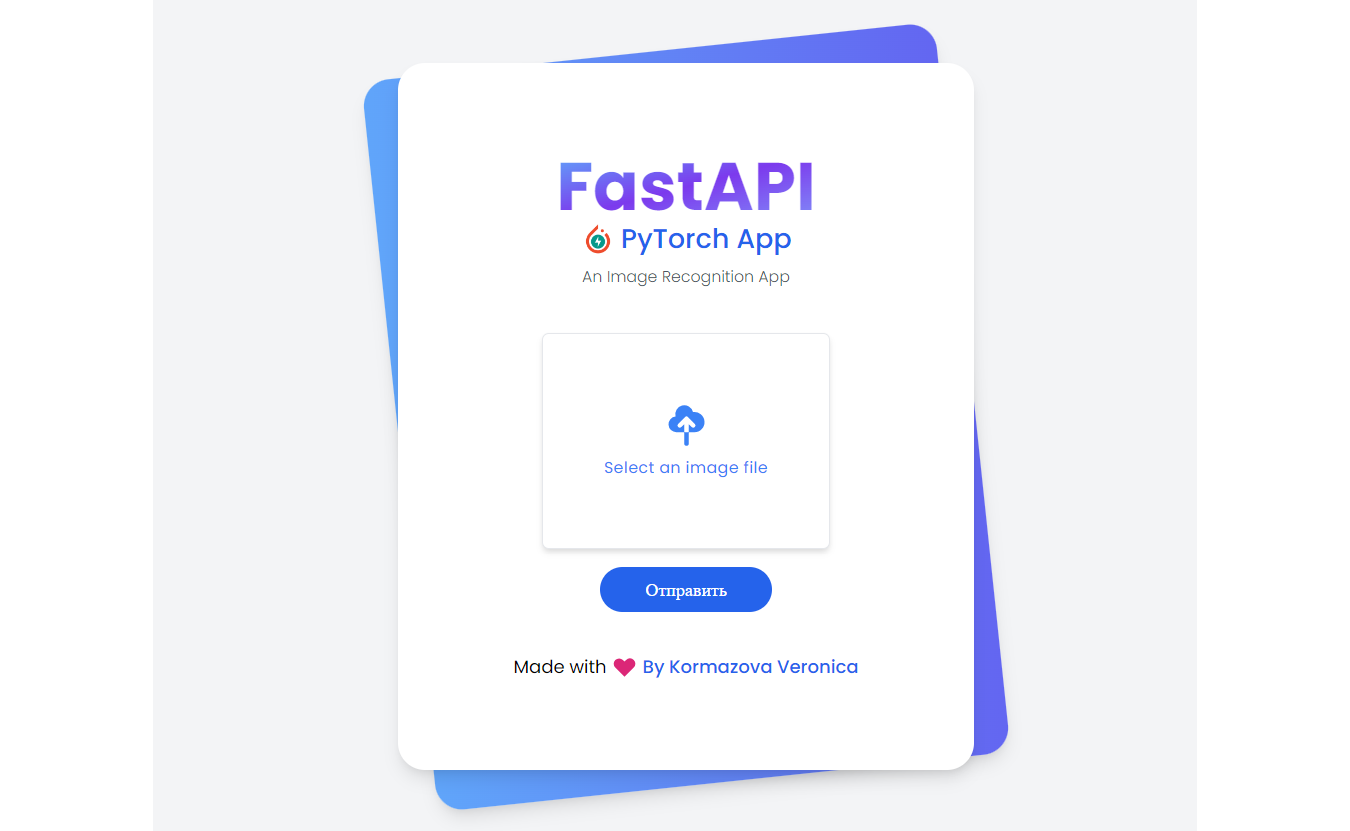 FastAPI
PyTorch App
An Image Recognition App
Select an image file
Отправить
Made with By Kormazova Veronica